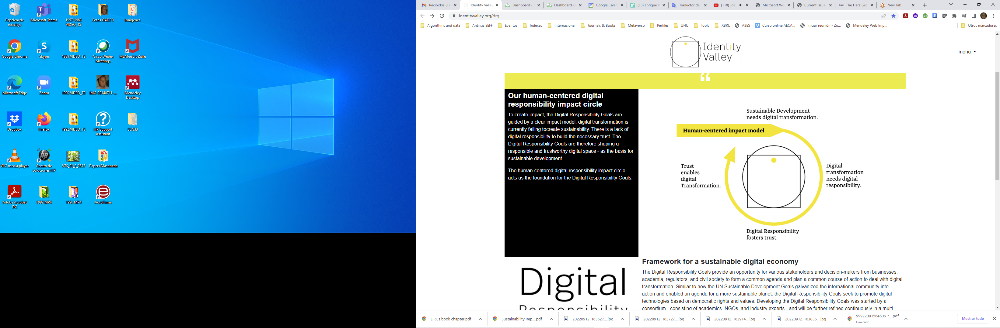 Papelera de
reciclaje
Microsoft Teams
1957-1963
VIDEO_TS
Fotos GADE 3
Imágenes
Google Chrome
Skype
1989 VIDEO_TS
Cisco Webex
Meetings
McAfee LiveSafe
Microsoft Edge
Zoom
1990 VIDEO_TS
IMG-20140711-...
Mendeley
Desktop
Dropbox
Firefox
1992 VIDEO_TS
HP Support
Assistant
SCG33
VLC media player
Centro de
soluciones HP
VTS_01_2_2317
Papers Masonería
Adobe Acrobat
DC
1992 MP4
1990 MP4
AutoFirma
Recibidos (1)
Identity Valle
Dashboard -
Dashboard -
Google Calen
(13) Enrique
Traductor de
(118) Joe
Microsoft Wo
Current Issue
The Hera Gro
New Tab
identityvalley.org/drg
Algorithms and data
Análisis EEFF
Eventos
Indexes
Internacional
Journals & Books
Metaverso
Perfiles
UHU
Tools
XBRL
A3ES
Curso online AECA...
Iniciar reunión - Zo...
Mendeley Web Imp...
Otros marcadores
Identity
Valley
menu
“
Our human-centered digital
responsibility impact circle
To create impact, the Digital Responsibility Goals are
guided by a clear impact model: digital transformation is
currently failing tocreate sustainability. There is a lack of
digital responsibility to build the necessary trust. The
Digital Responsibility Goals are therefore shaping a
responsible and trustworthy digital space - as the basis for
sustainable development.
The human-centered digital responsibility impact circle
acts as the foundation for the Digital Responsibility Goals.
Sustainable Development
needs digital transformation.
Human-centered impact model
Trust
enables
digital
Transformation.
Digital
transformation
needs digital
responsibility.
Digital Responsibility
fosters trust.
Digital
Responsibility
Framework for a sustainable digital economy
The Digital Responsibility Goals provide an opportunity for various stakeholders and decision-makers from businesses,
academia, regulators, and civil society to form a common agenda and plan a common course of action to deal with digital
transformation. Similar to how the UN Sustainable Development Goals galvanized the international community into
action and enabled an agenda for a more sustainable planet, the Digital Responsibility Goals seek to promote digital
technologies based on democratic rights and values. Developing the Digital Responsibility Goals was started by a
consortium - consisting of academics, NGOs, and industry experts - and will be further refined continuously in a multi-
DRGs book chapter.pdf
Sustainability Rep....pdf
20220912_163527....jpg
20220912_163727....jpg
20220912_163914....jpg
20220912_163836....jpg
99922091564606_r....pdf
Eliminado
Mostrar todo